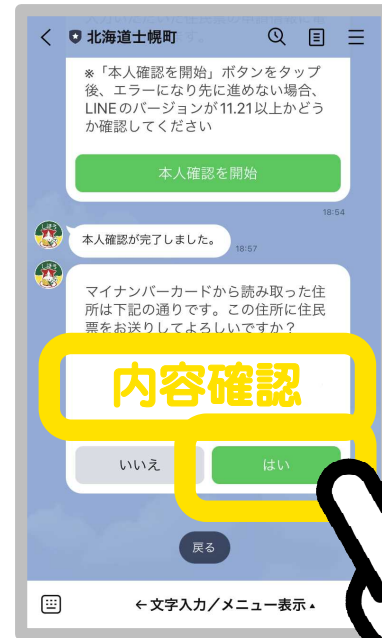 北海道士幌町
※「本人確認を開始」ボタンをタップ
後、エラーになり先に進めない場合、
LINEのバージョンが11.21以上かどう
か確認してください
本人確認を開始
18:54
本人確認が完了しました。
18:57
マイナンバーカードから読み取った住
所は下記の通りです。この住所に住民
票をお送りしてよろしいですか？
内容確認
いいえ
はい
戻る
←文字入力／メニュー表示▲